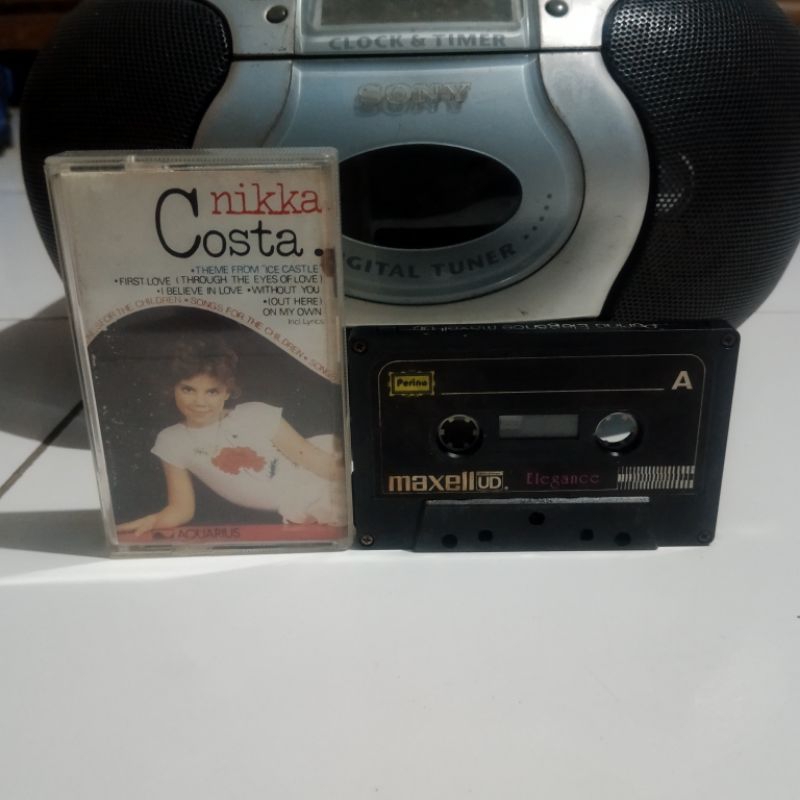 CLOCK & TIMER
SONY
DIGITAL TUNER
nikka
Costa.
•THEME FROM "ICE CASTLE"
•FIRST LOVE (THROUGH THE EYES OF LOVE)
•I BELIEVE IN LOVE •WITHOUT YOU
•(OUT HERE)
ON MY OWN
Incl Lyrics
FOR THE CHILDREN • SONGS FOR THE CHILDREN • SONGS
AQUARIUS
Perina
A
maxell UD.
Elegance